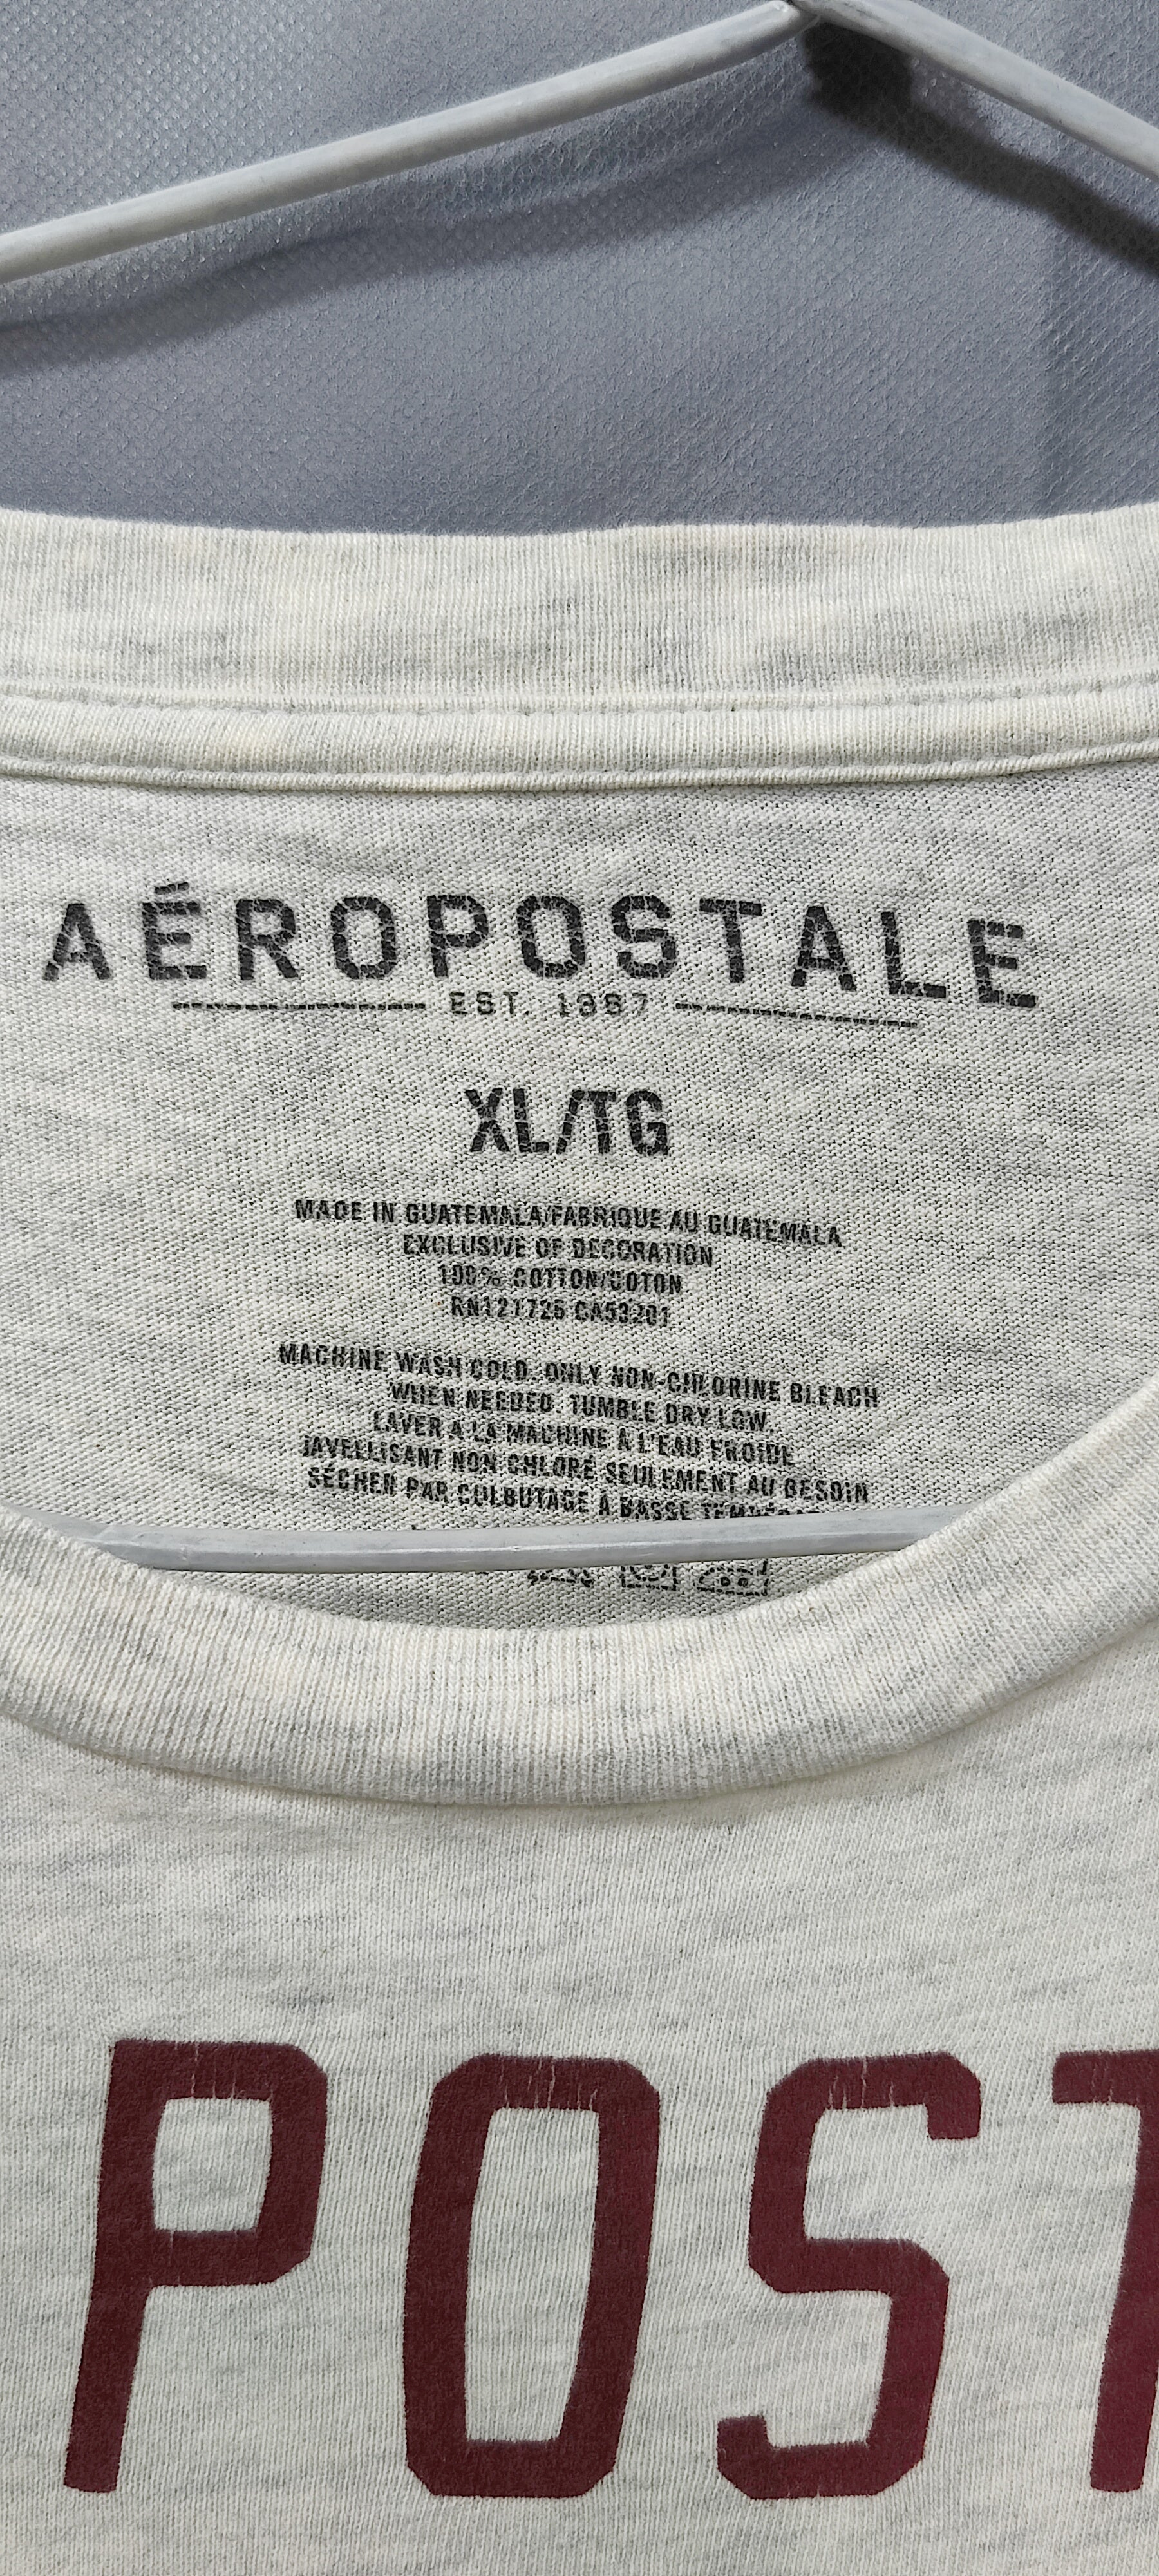 AÉROPOSTALE
EST. 1987
XL/TG
MADE IN GUATEMALA/FABRIQUE AU GUATEMALA
EXCLUSIVE OF DECORATION
100% COTTON/COTON
RN121726 CA53201
MACHINE WASH COLD. ONLY NON-CHLORINE BLEACH
WHEN NEEDED. TUMBLE DRY LOW.
LAVER A LA MACHINE À L'EAU FROIDE
JAVELLISANT NON CHLORÉ SEULEMENT AU BESOIN
SÉCHER PAR CULBUTAGE À BASSE
POST